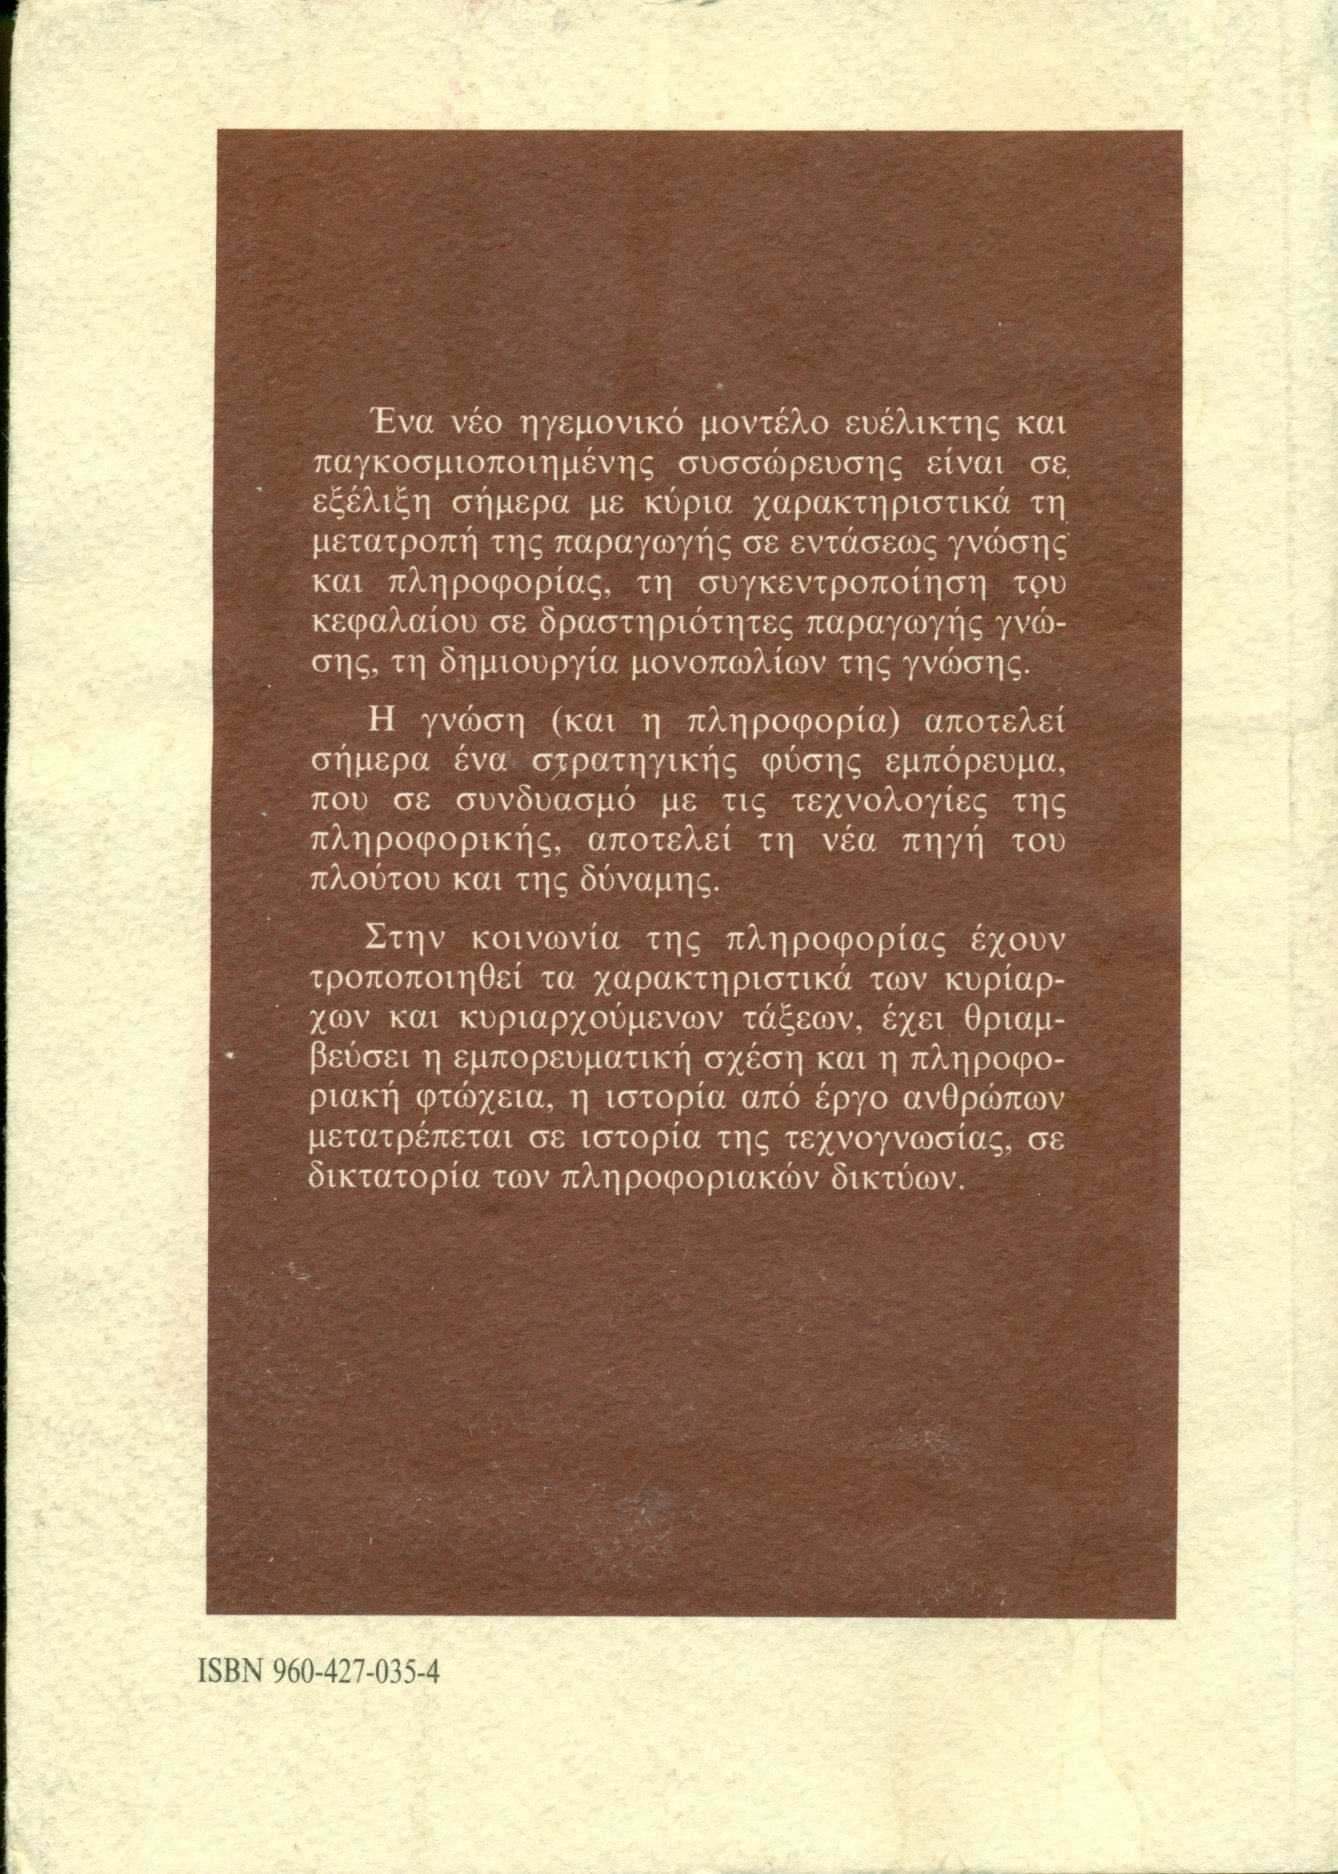 Ένα νέο ηγεμονικό μοντέλο ευέλικτης και
παγκοσμιοποιημένης συσσώρευσης είναι σε
εξέλιξη σήμερα με κύρια χαρακτηριστικά τη
μετατροπή της παραγωγής σε εντάσεως γνώσης
και πληροφορίας, τη συγκεντροποίηση του
κεφαλαίου σε δραστηριότητες παραγωγής γνώ-
σης, τη δημιουργία μονοπωλίων της γνώσης.
Η γνώση (και η πληροφορία) αποτελεί
σήμερα ένα στρατηγικής φύσης εμπόρευμα,
που σε συνδυασμό με τις τεχνολογίες της
πληροφορικής, αποτελεί τη νέα πηγή του
πλούτου και της δύναμης.
Στην κοινωνία της πληροφορίας έχουν
τροποποιηθεί τα χαρακτηριστικά των κυρίαρ-
χων και κυριαρχούμενων τάξεων, έχει θριαμ-
βεύσει η εμπορευματική σχέση και η πληροφο-
ριακή φτώχεια, η ιστορία από έργο ανθρώπων
μετατρέπεται σε ιστορία της τεχνογνωσίας, σε
δικτατορία των πληροφοριακών δικτύων.
ISBN 960-427-035-4